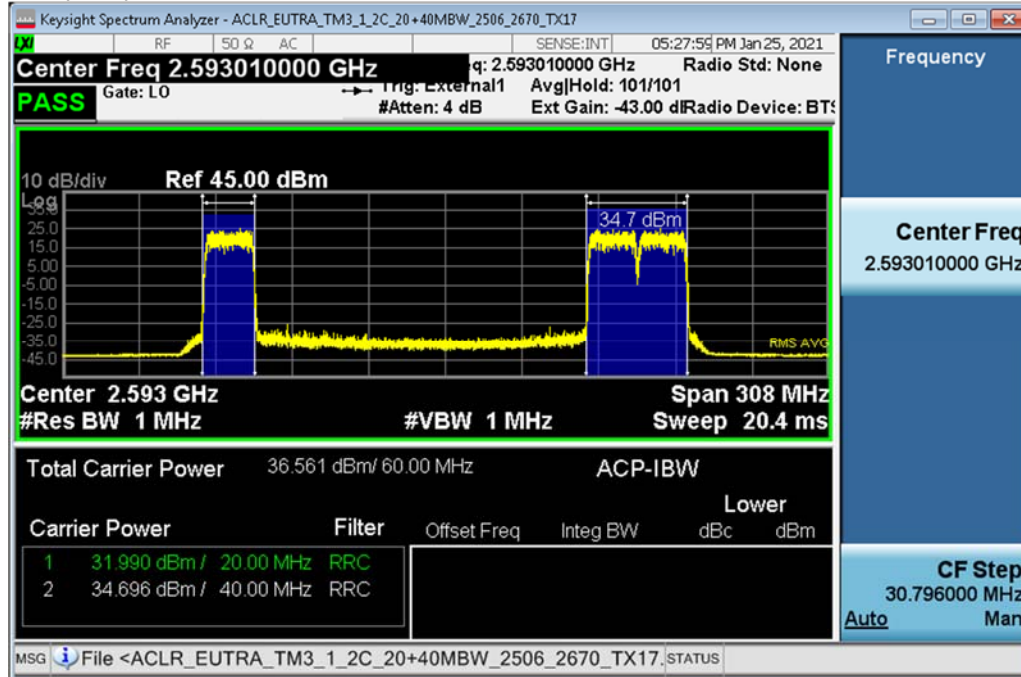 Keysight Spectrum Analyzer - ACLR_EUTRA_TM3_1_2C_20+40MBW_2506_2670_TX17
LXI RF 50 Ω AC SENSE:INT 05:27:59 PM Jan 25, 2021
Center Freq 2.593010000 GHz q: 2.593010000 GHz Radio Std: None
PASS Gate: LO Trig: External1 Avg|Hold: 101/101
#Atten: 4 dB Ext Gain: -43.00 dB Radio Device: BTS
10 dB/div Ref 45.00 dBm
Log
35.0
25.0
15.0
5.00
-5.00
-15.0
-25.0
-35.0
-45.0
34.7 dBm
RMS AVG
Center 2.593 GHz Span 308 MHz
#Res BW 1 MHz #VBW 1 MHz Sweep 20.4 ms
Total Carrier Power 36.561 dBm/ 60.00 MHz ACP-IBW
Lower
Carrier Power Filter Offset Freq Integ BW dBc dBm
1 31.990 dBm / 20.00 MHz RRC
2 34.696 dBm / 40.00 MHz RRC
MSG File <ACLR_EUTRA_TM3_1_2C_20+40MBW_2506_2670_TX17. STATUS
Frequency
Center Freq
2.593010000 GHz
CF Step
30.796000 MHz
Auto Man